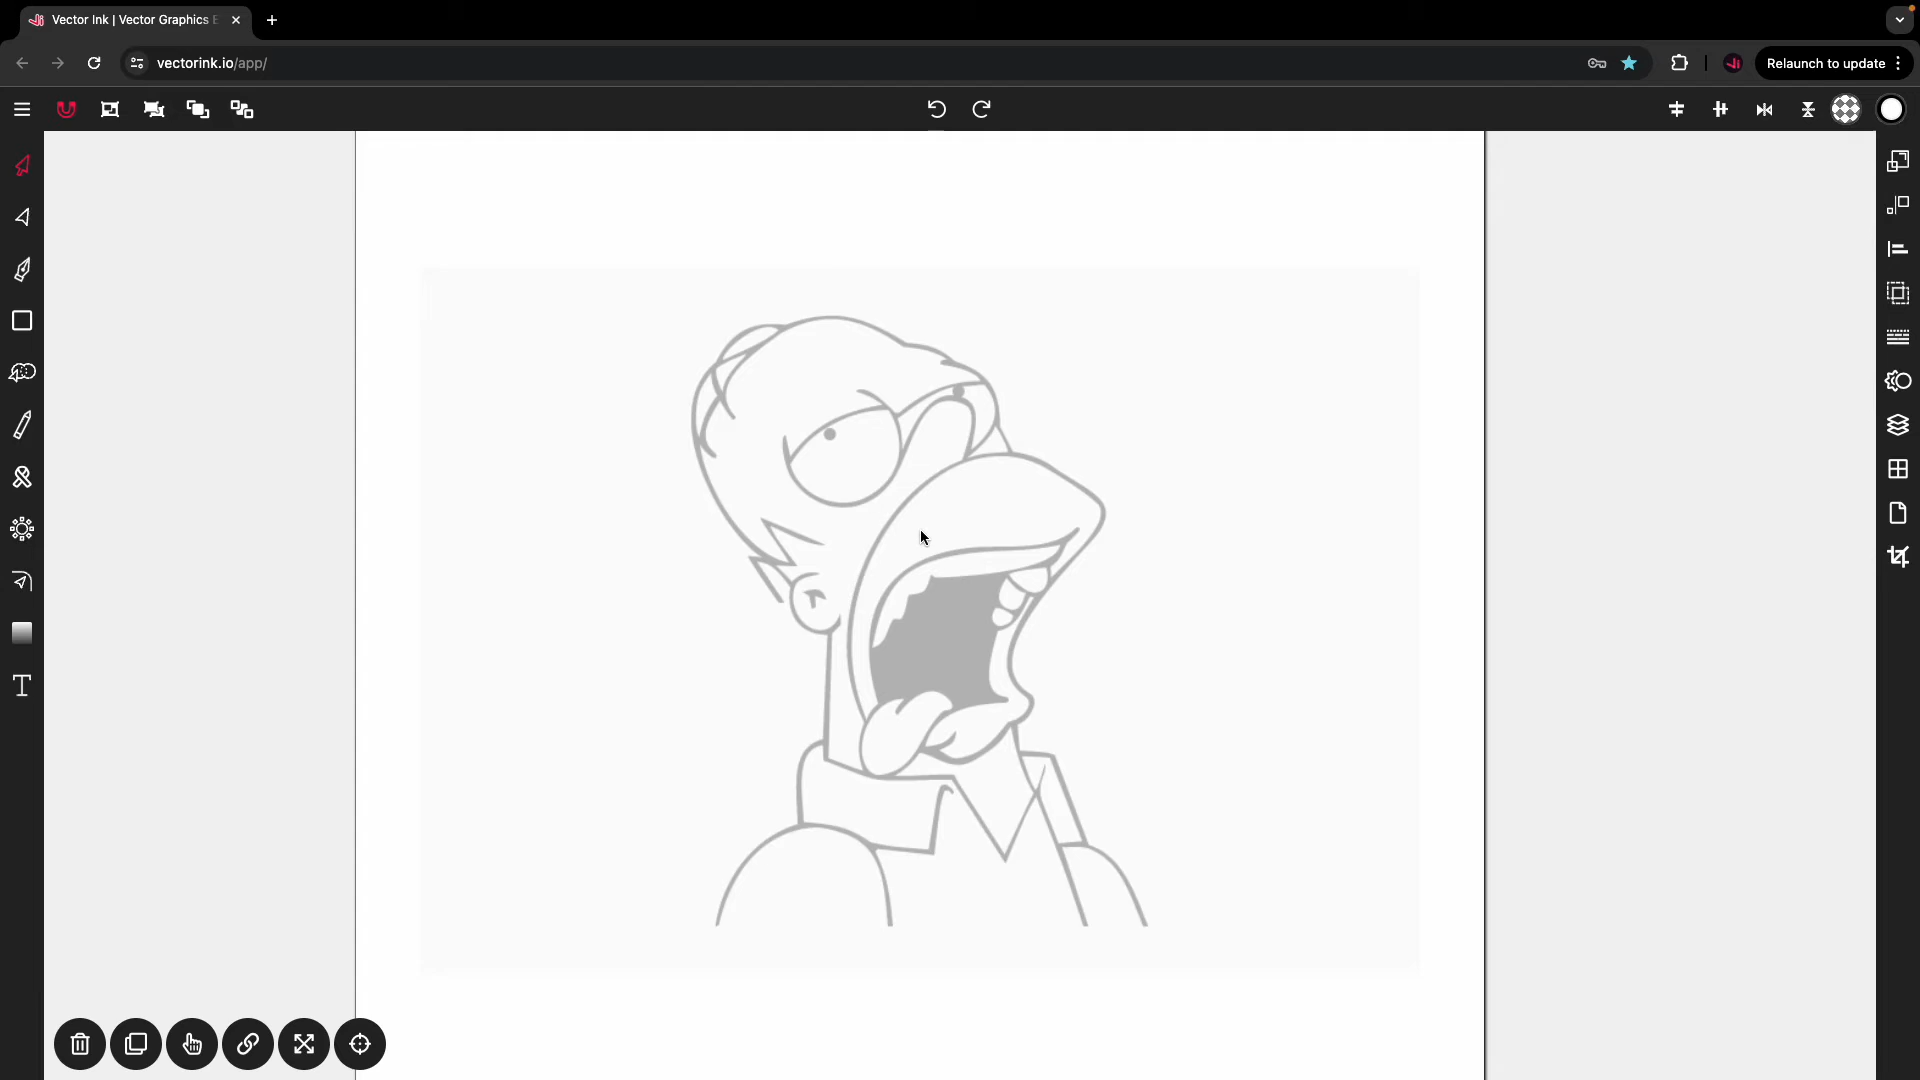 Vector Ink | Vector Graphics E
vectorink.io/app/
Relaunch to update